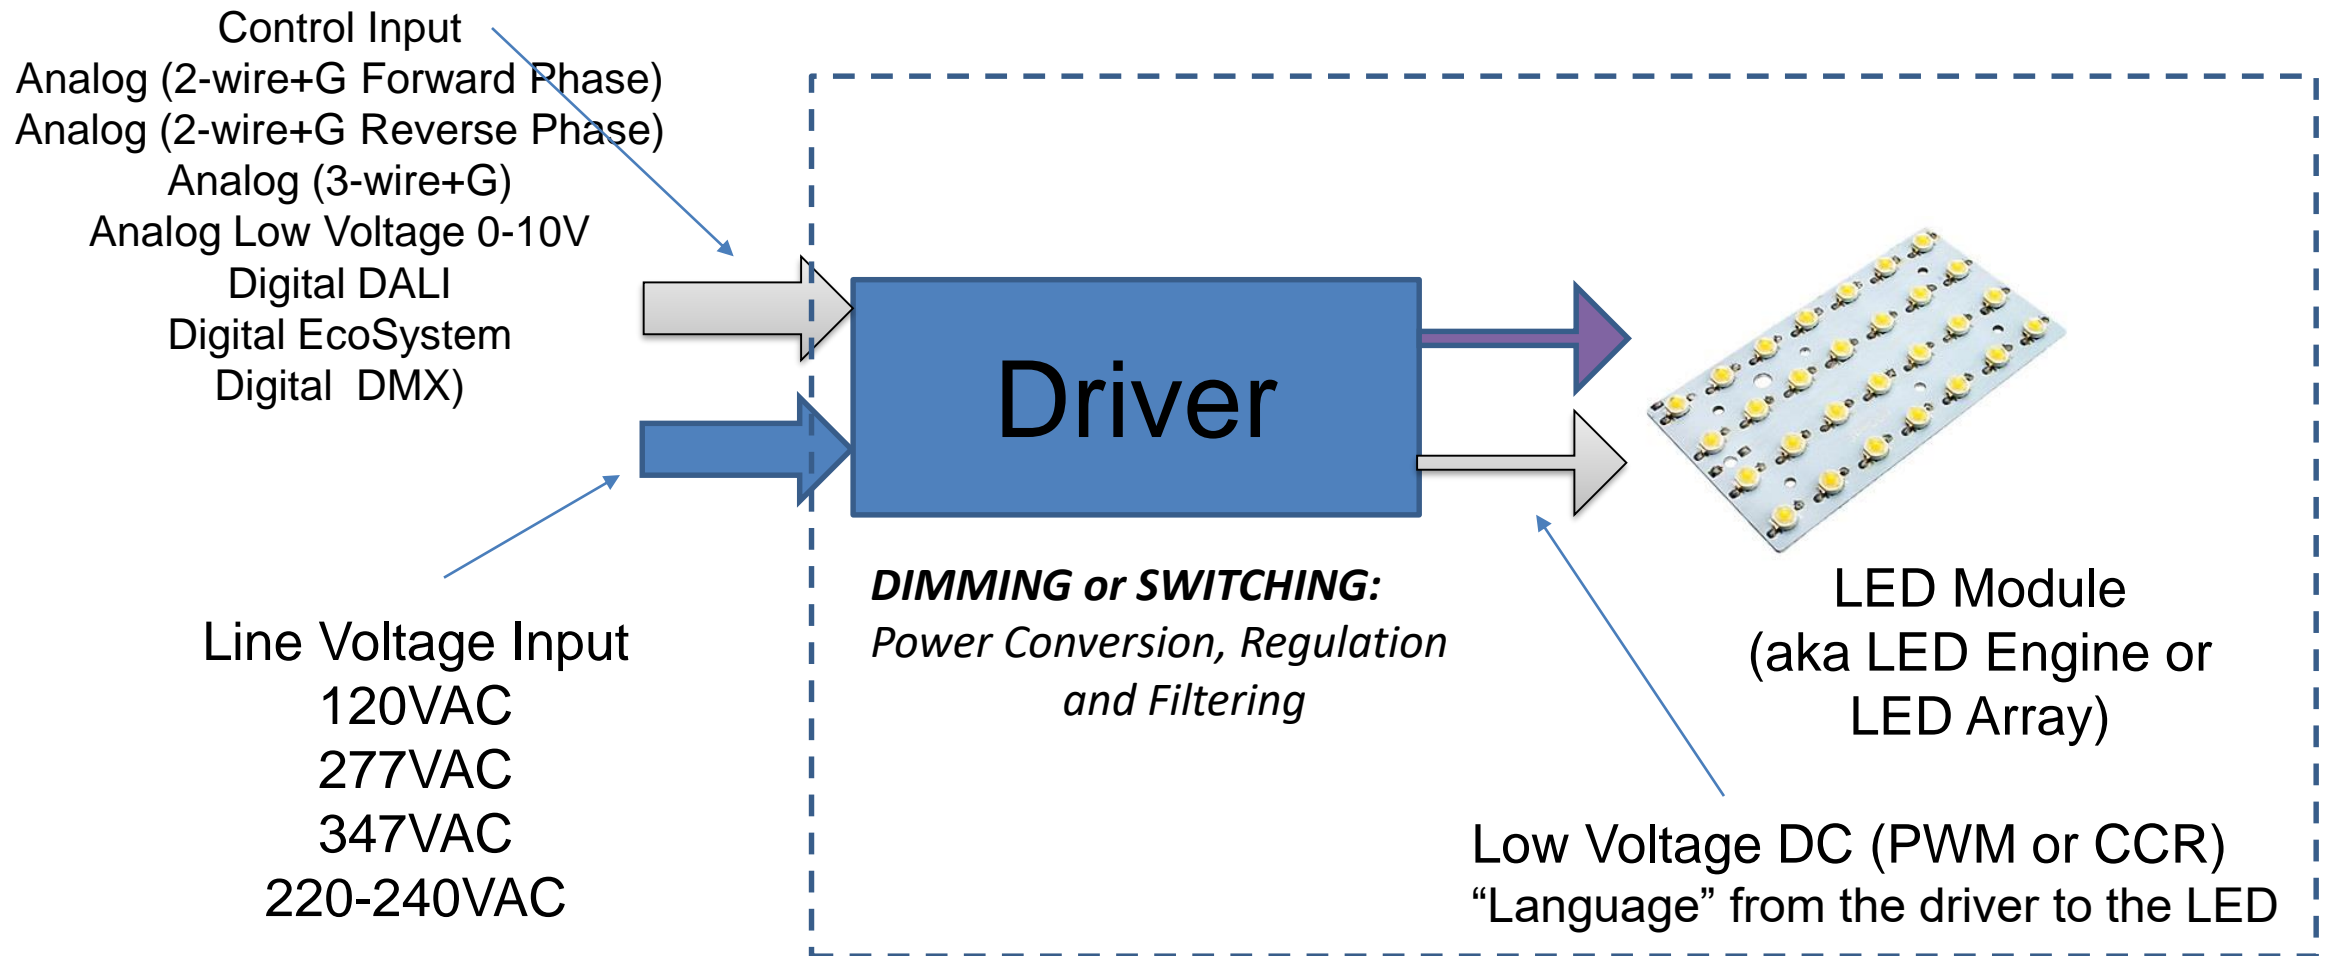 Control Input
Analog (2-wire+G Forward Phase)
Analog (2-wire+G Reverse Phase)
Analog (3-wire+G)
Analog Low Voltage 0-10V
Digital DALI
Digital EcoSystem
Digital  DMX)
Line Voltage Input
120VAC
277VAC
347VAC
220-240VAC
Driver
DIMMING or SWITCHING:
Power Conversion, Regulation
and Filtering
LED Module
(aka LED Engine or
LED Array)
Low Voltage DC (PWM or CCR)
“Language” from the driver to the LED